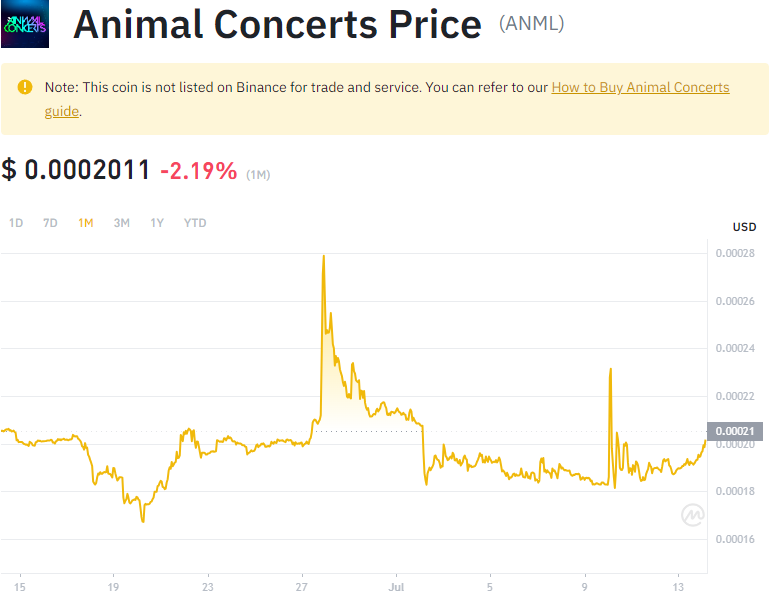 ANIMAL
CONCERTS
Animal Concerts Price (ANML)
Note: This coin is not listed on Binance for trade and service. You can refer to our How to Buy Animal Concerts
guide.
$ 0.0002011 -2.19% (1M)
1D 7D 1M 3M 1Y YTD
USD
0.00028
0.00026
0.00024
0.00022
0.00021
0.00020
0.00018
0.00016
15 19 23 27 Jul 5 9 13